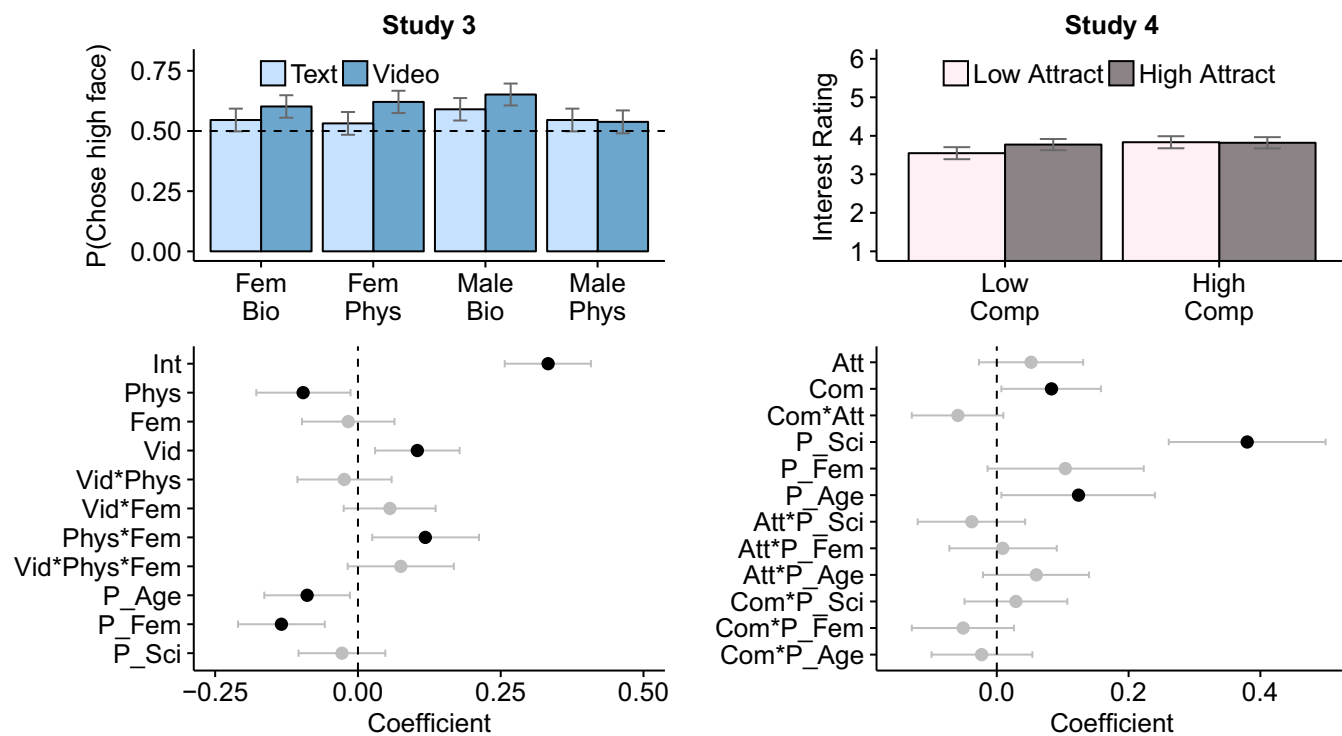 Study 3
P(Chose high face)
Text Video
0.75
0.50
0.25
0.00
Fem
Bio
Fem
Phys
Male
Bio
Male
Phys
Int
Phys
Fem
Vid
Vid*Phys
Vid*Fem
Phys*Fem
Vid*Phys*Fem
P_Age
P_Fem
P_Sci
−0.25 0.00 0.25 0.50
Coefficient
Study 4
Interest Rating
Low Attract High Attract
6
5
4
3
2
1
Low
Comp
High
Comp
Att
Com
Com*Att
P_Sci
P_Fem
P_Age
Att*P_Sci
Att*P_Fem
Att*P_Age
Com*P_Sci
Com*P_Fem
Com*P_Age
0.0 0.2 0.4
Coefficient